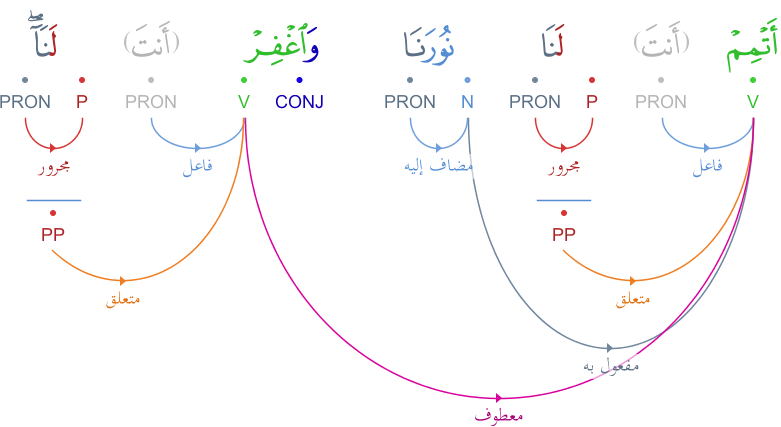 أَتْمِمْ (أَنتَ) لَنَا نُورَنَا وَٱغْفِرْ (أَنتَ) لَنَآ ۖ
V PRON P PRON N PRON CONJ V PRON P PRON
فاعل مجرور مضاف إليه فاعل مجرور
PP PP
متعلق متعلق
مفعول به
معطوف